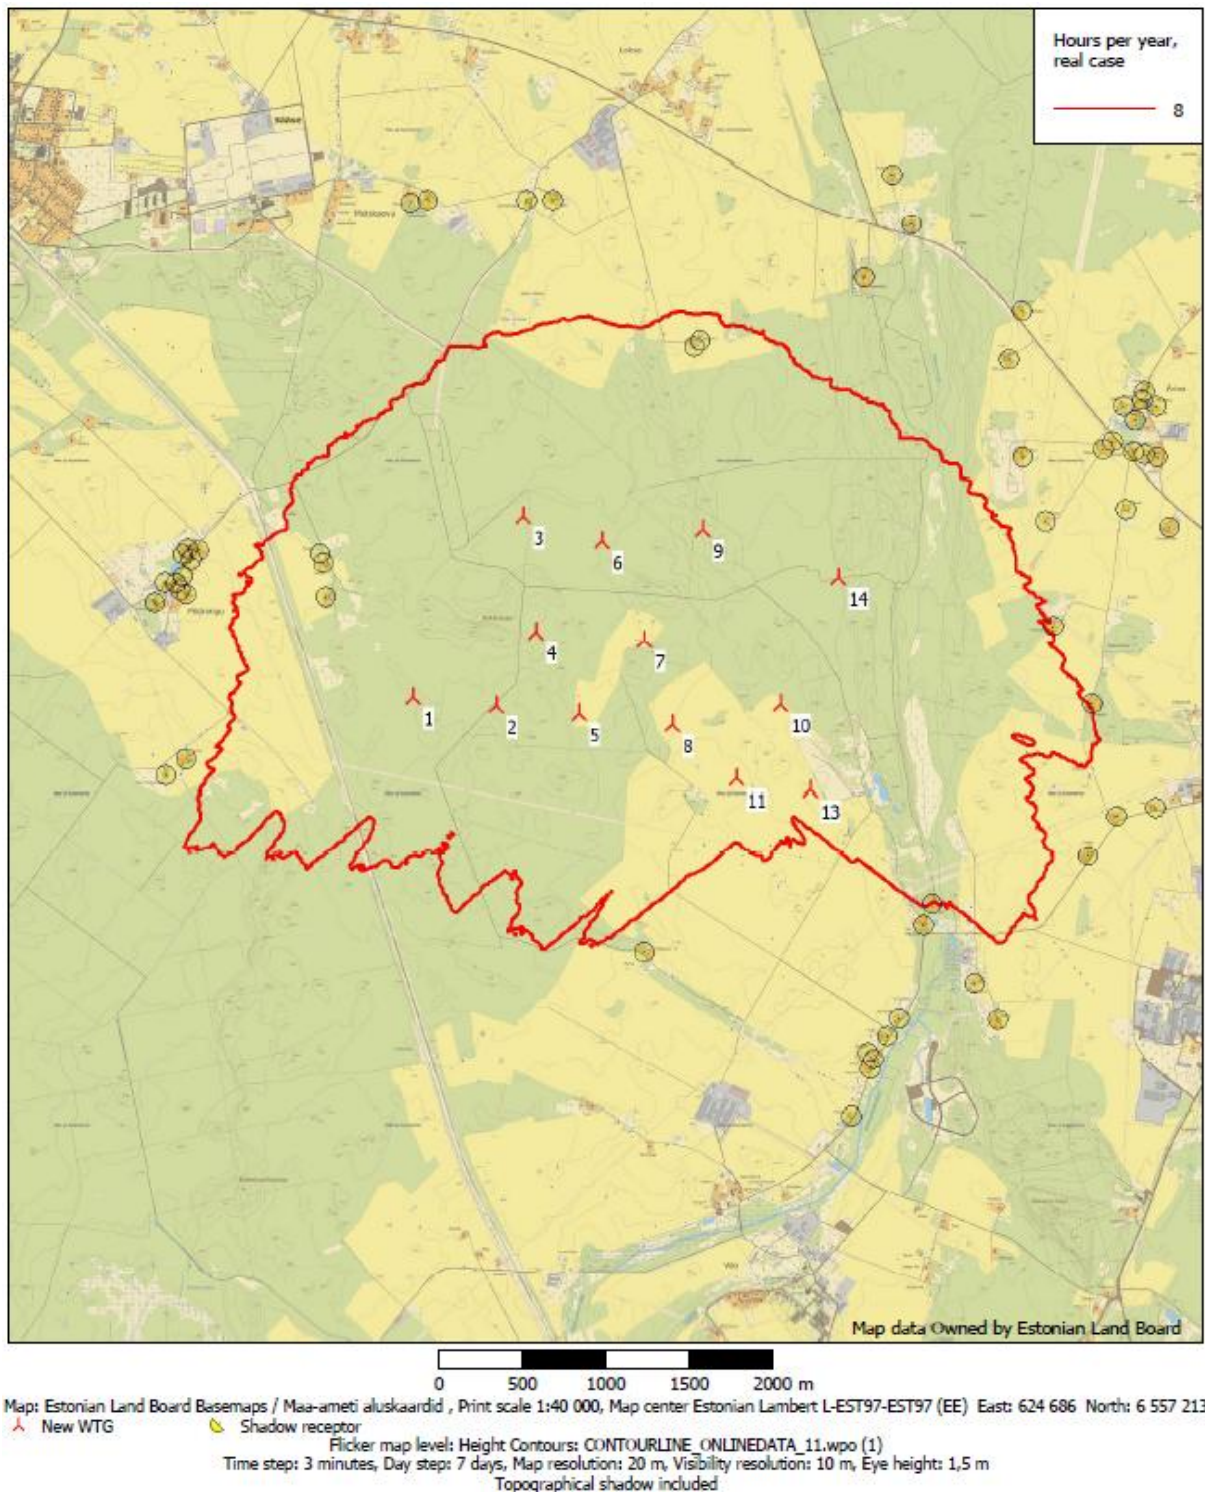 Hours per year,
real case
8
3
6
9
14
4
7
1
2
5
8
10
11
13
Map data Owned by Estonian Land Board
0 500 1000 1500 2000 m
Map: Estonian Land Board Basemaps / Maa-ameti aluskaardid , Print scale 1:40 000, Map center Estonian Lambert L-EST97-EST97 (EE) East: 624 686 North: 6 557 213
New WTG Shadow receptor
Flicker map level: Height Contours: CONTOURLINE_ONLINEDATA_11.wpo (1)
Time step: 3 minutes, Day step: 7 days, Map resolution: 20 m, Visibility resolution: 10 m, Eye height: 1,5 m
Topographical shadow included